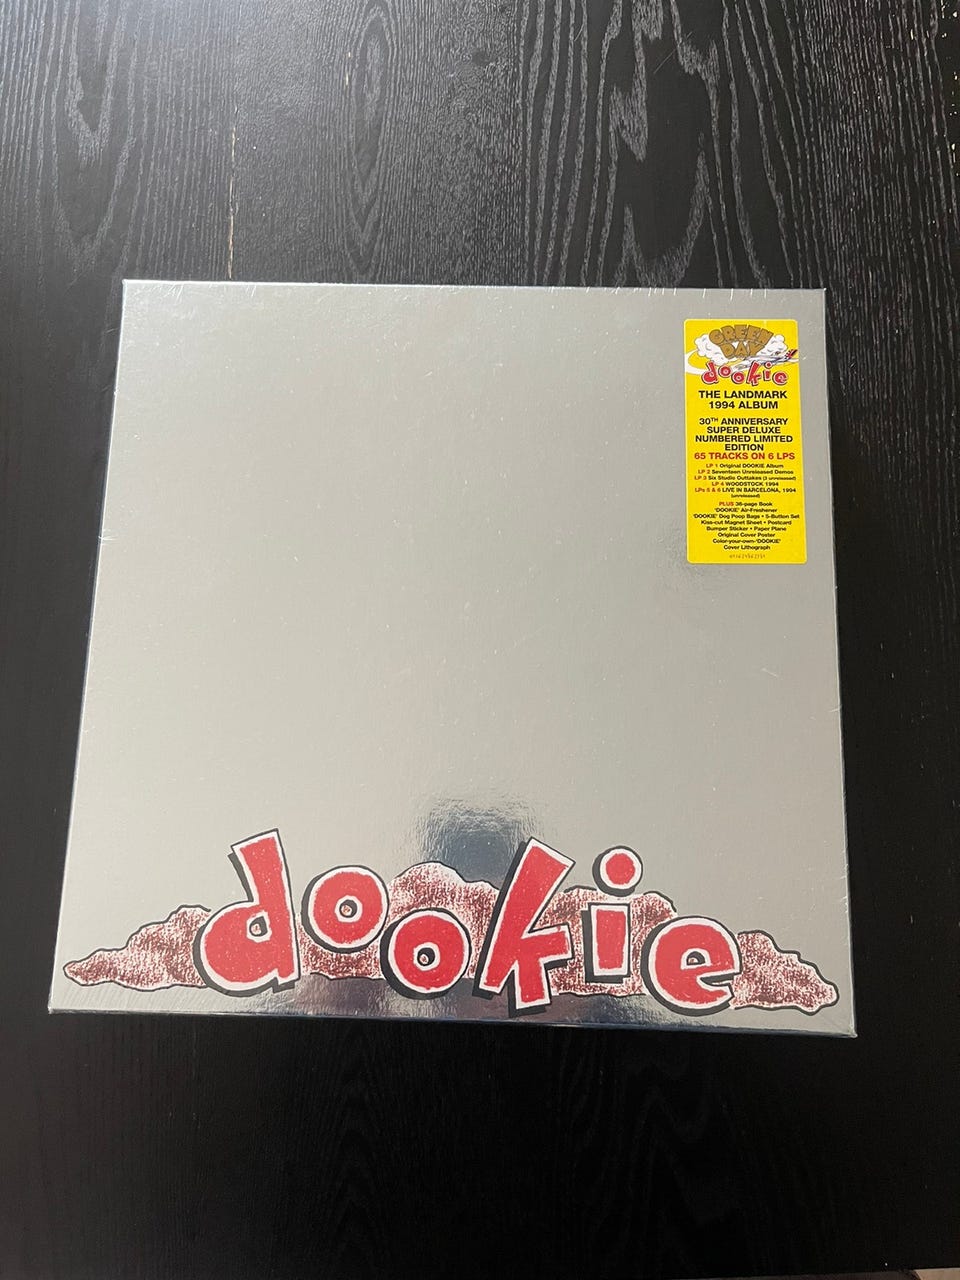 GREEN
DAY
dookie
THE LANDMARK
1994 ALBUM
30TH ANNIVERSARY
SUPER DELUXE
NUMBERED LIMITED
EDITION
65 TRACKS ON 6 LPS
LP 1 Original DOOKIE Album
LP 2 Seventeen Unreleased Demos
LP 3 Six Studio Outtakes (3 unreleased)
LP 4 WOODSTOCK 1994
LPs 5 & 6 LIVE IN BARCELONA, 1994
(unreleased)
PLUS 36-page Book
'DOOKIE' Air-Freshener
'DOOKIE' Dog Poop Bags • 5-Button Set
Kiss-cut Magnet Sheet • Postcard
Bumper Sticker • Paper Plane
Original Cover Poster
Color-your-own-'DOOKIE'
Cover Lithograph
dookie